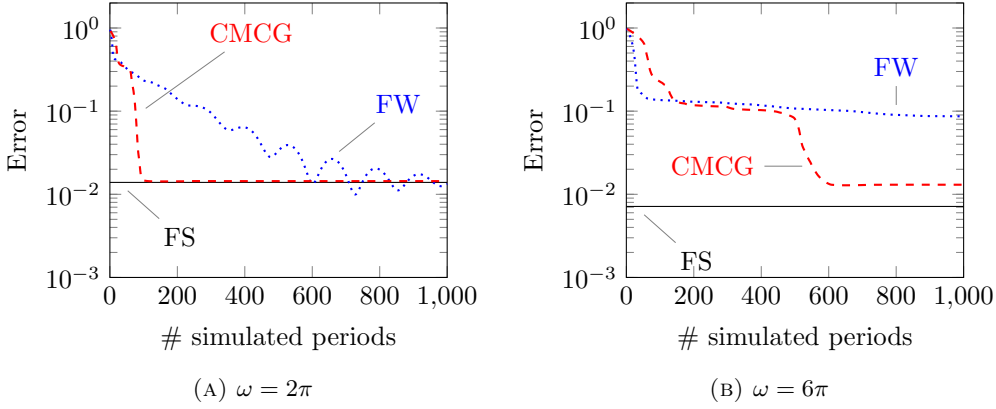 10^0
10^−1
10^−2
10^−3
Error
CMCG
FW
FS
0
200
400
600
800
1,000
# simulated periods
(A) ω = 2π
10^0
10^−1
10^−2
10^−3
Error
FW
CMCG
FS
0
200
400
600
800
1,000
# simulated periods
(B) ω = 6π